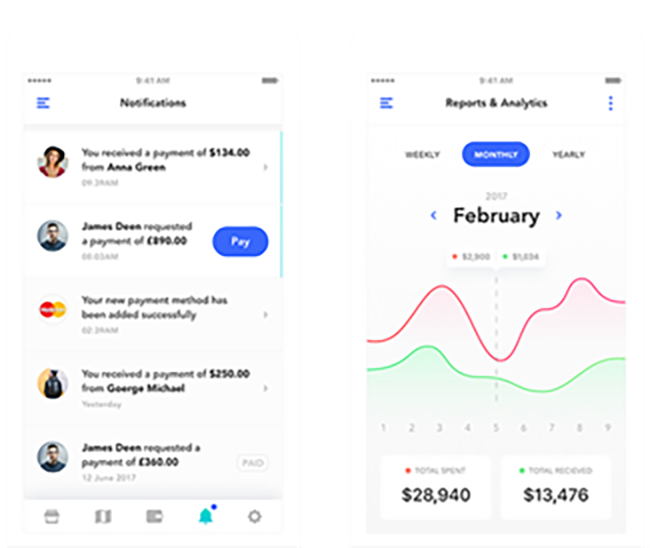 9:41 AM
Notifications
You received a payment of $134.00
from Anna Green
09:39AM
James Deen requested
a payment of £890.00
08:03AM
Pay
Your new payment method has
been added successfully
02:39AM
You received a payment of $250.00
from Goerge Michael
Yesterday
James Deen requested a
payment of £360.00
12 June 2017
PAID
9:41 AM
Reports & Analytics
WEEKLY
MONTHLY
YEARLY
2017
February
$2,900
$1,034
1 2 3 4 5 6 7 8 9
TOTAL SPENT
$28,940
TOTAL RECIEVED
$13,476